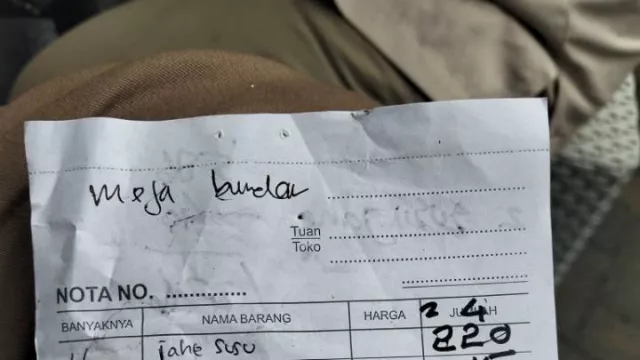 meja bundar
Tuan
Toko
NOTA NO. ..............
BANYAKNYA NAMA BARANG HARGA JUMLAH
24
jahe susu 220